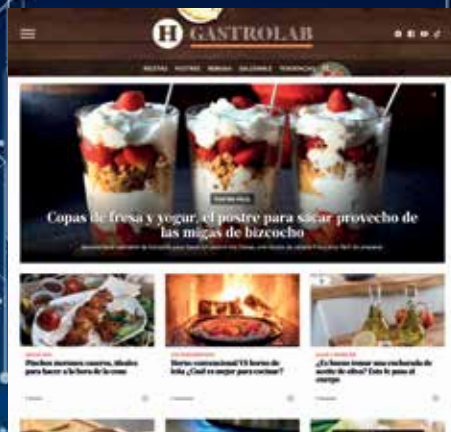 H GASTROLAB
RECETAS POSTRES BEBIDAS SALUDABLE TENDENCIAS
POSTRE FÁCIL
Copas de fresa y yogur, el postre para sacar provecho de
las migas de bizcocho
Pinchos morunos caseros, ideales
para hacer a la hora de la cena
Horno convencional VS horno de
leña ¿Cuál es mejor para cocinar?
¿Es bueno tomar una cucharada de
aceite de oliva? Esto le pasa al
cuerpo